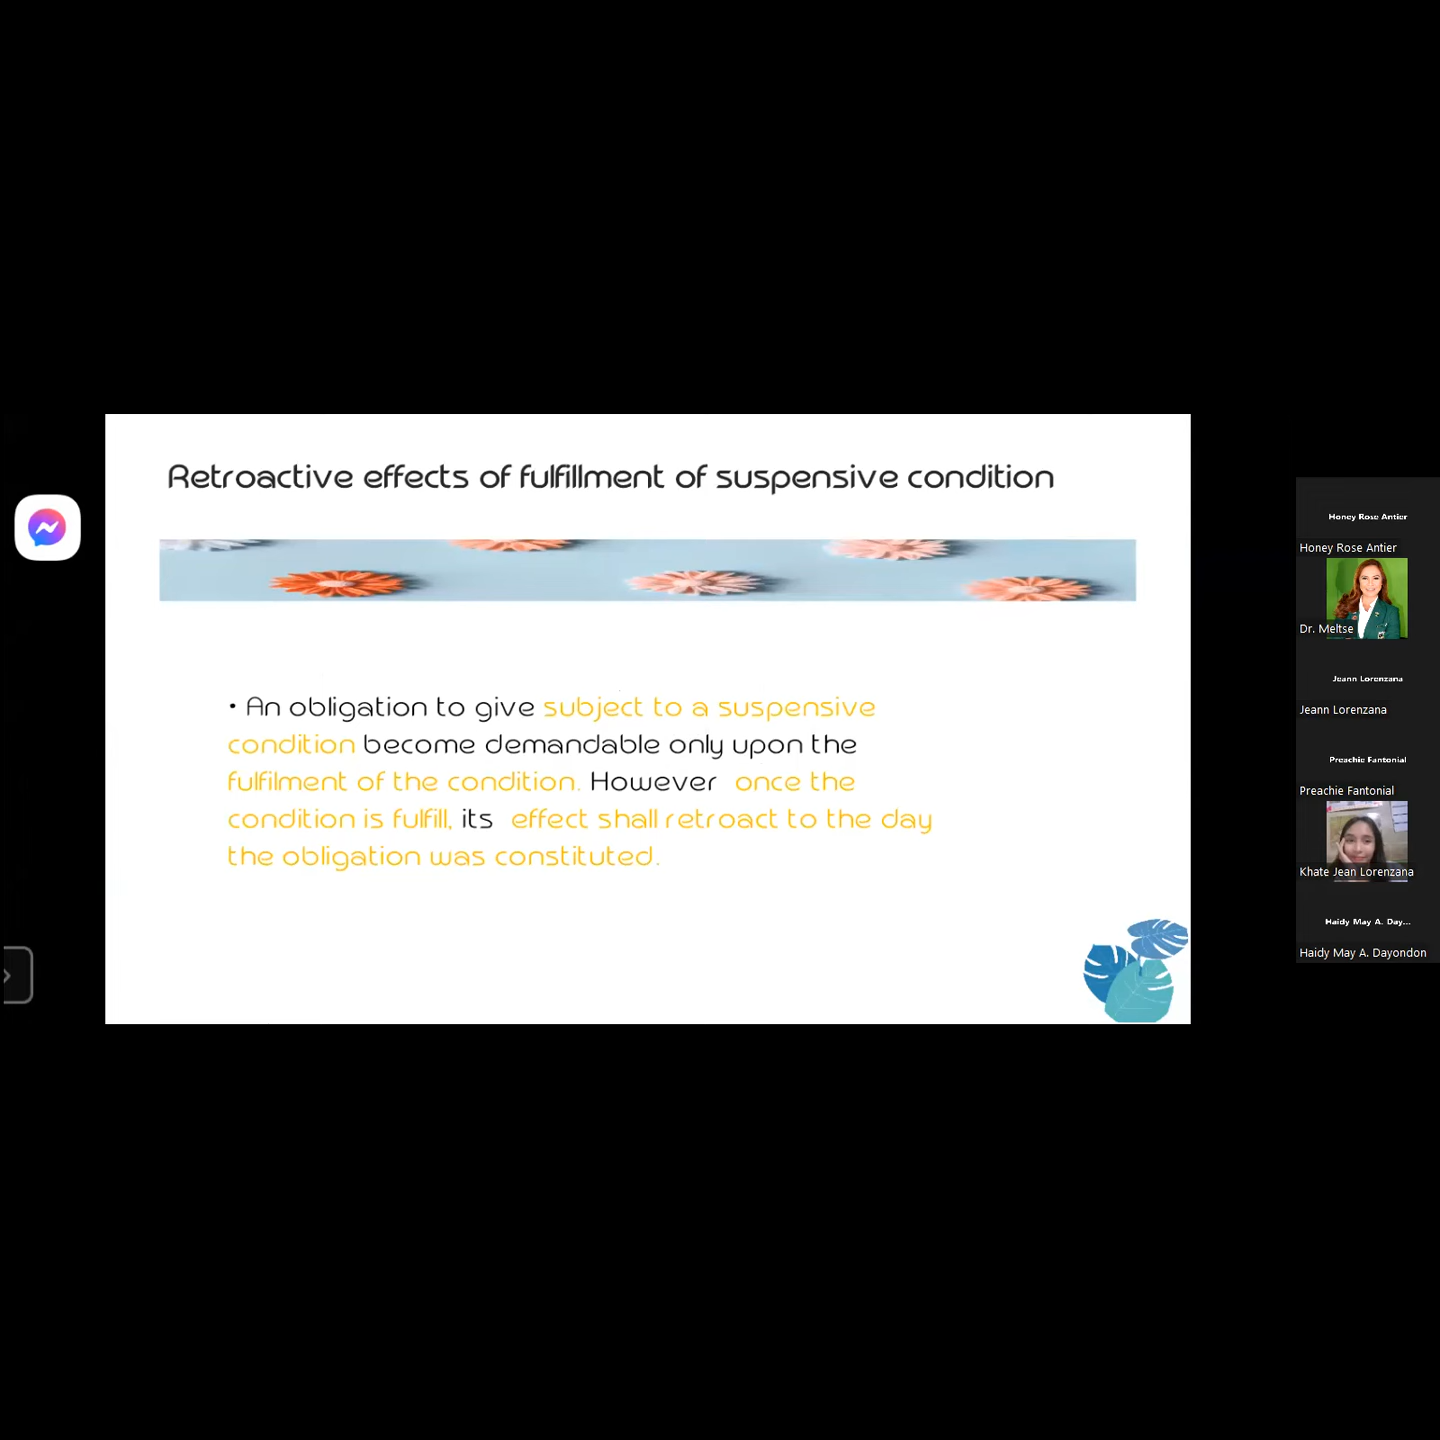 Retroactive effects of fulfillment of suspensive condition
• An obligation to give subject to a suspensive
condition become demandable only upon the
fulfilment of the condition. However once the
condition is fulfill, its effect shall retroact to the day
the obligation was constituted.
Honey Rose Antier
Honey Rose Antier
Dr. Meltse
Jeann Lorenzana
Jeann Lorenzana
Preachie Fantonial
Preachie Fantonial
Khate Jean Lorenzana
Haidy May A. Day...
Haidy May A. Dayondon